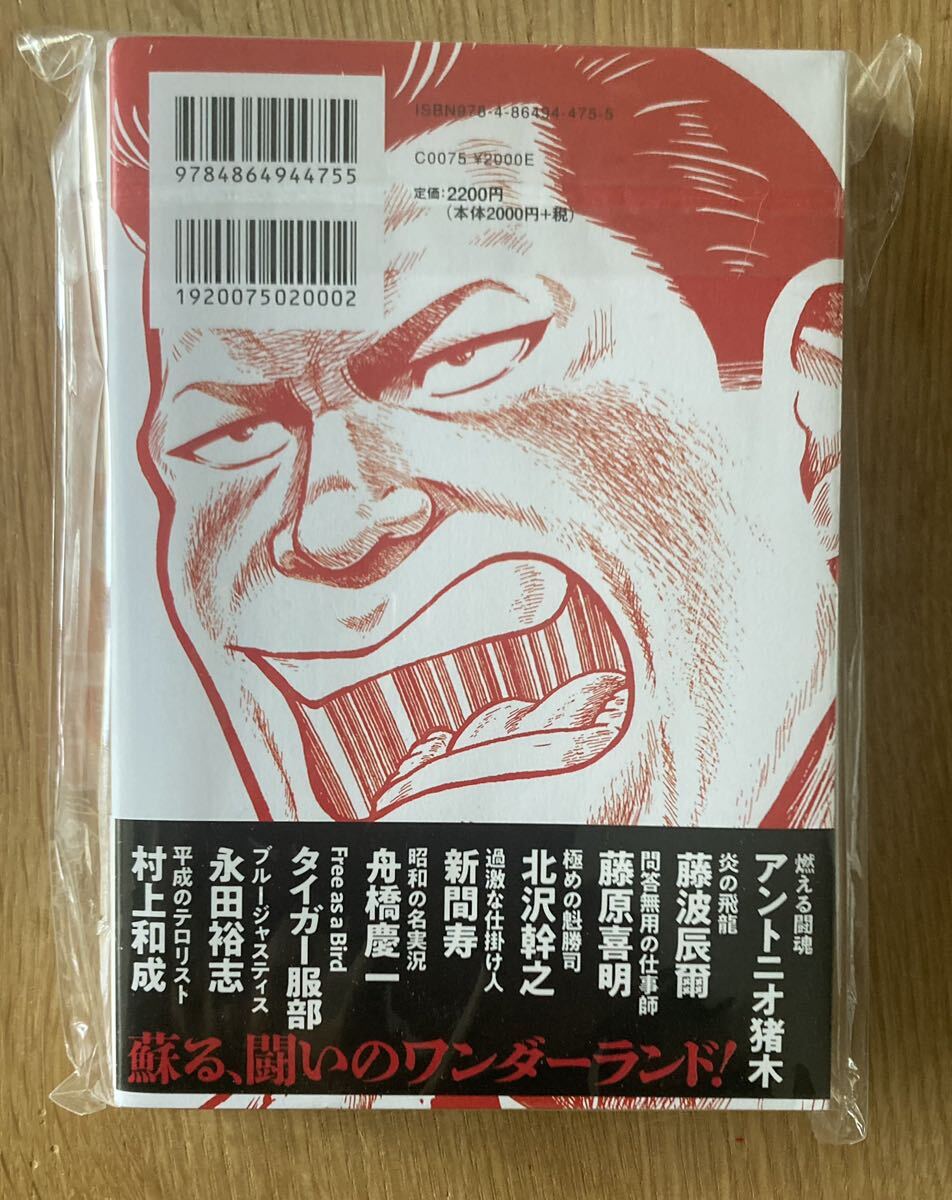 ISBN978-4-86494-475-5
9784864944755
C0075 ¥2000E
定価:2200円
(本体2000円+税)
1920075020002
燃える闘魂
アントニオ猪木
炎の飛龍
藤波辰爾
問答無用の仕事師
藤原喜明
極めの魁勝司
北沢幹之
過激な仕掛け人
新間寿
昭和の名実況
舟橋慶一
Free as a Bird
タイガー服部
ブルージャスティス
永田裕志
平成のテロリスト
村上和成
蘇る、闘いのワンダーランド!